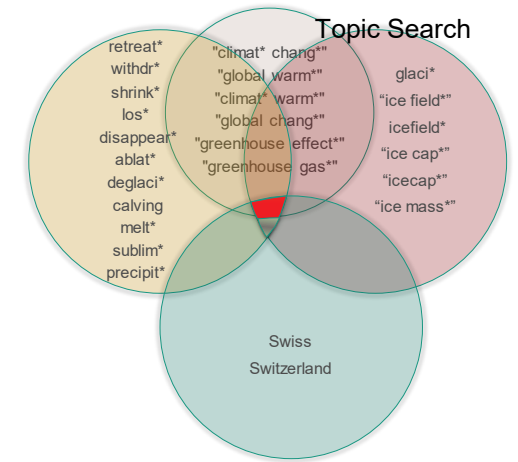 Topic Search
retreat*
withdr*
shrink*
los*
disappear*
ablat*
deglaci*
calving
melt*
sublim*
precipit*
"climat* chang*"
"global warm*"
"climat* warm*"
"global chang*"
"greenhouse effect*"
"greenhouse gas*"
glaci*
“ice field*”
icefield*
“ice cap*”
“icecap*”
“ice mass*”
Swiss
Switzerland